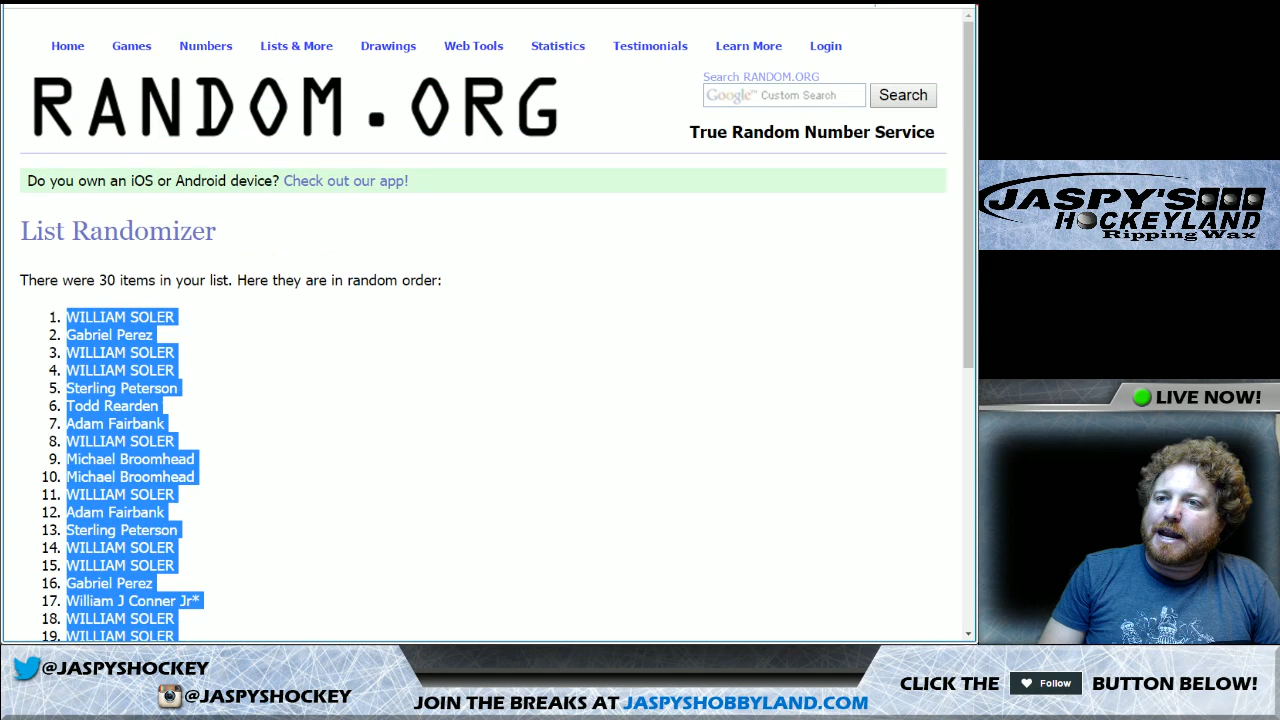 Home Games Numbers Lists & More Drawings Web Tools Statistics Testimonials Learn More Login
RANDOM.ORG
Search RANDOM.ORG
Google™ Custom Search Search
True Random Number Service
Do you own an iOS or Android device? Check out our app!
List Randomizer
There were 30 items in your list. Here they are in random order:
1. WILLIAM SOLER
2. Gabriel Perez
3. WILLIAM SOLER
4. WILLIAM SOLER
5. Sterling Peterson
6. Todd Rearden
7. Adam Fairbank
8. WILLIAM SOLER
9. Michael Broomhead
10. Michael Broomhead
11. WILLIAM SOLER
12. Adam Fairbank
13. Sterling Peterson
14. WILLIAM SOLER
15. WILLIAM SOLER
16. Gabriel Perez
17. William J Conner Jr*
18. WILLIAM SOLER
19. WILLIAM SOLER
JASPY'S
HOCKEYLAND
Ripping Wax
LIVE NOW!
@JASPYSHOCKEY
@JASPYSHOCKEY
JOIN THE BREAKS AT JASPYSHOBBYLAND.COM
CLICK THE Follow BUTTON BELOW!